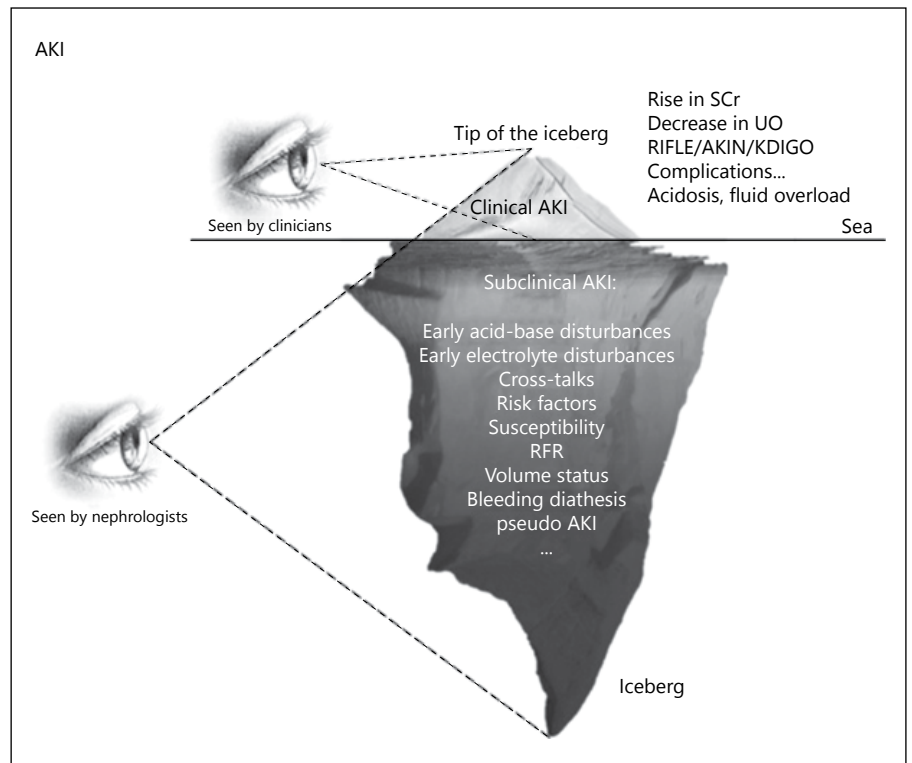 AKI
Rise in SCr
Decrease in UO
RIFLE/AKIN/KDIGO
Complications...
Acidosis, fluid overload
Tip of the iceberg
Clinical AKI
Seen by clinicians
Sea
Subclinical AKI:
Early acid-base disturbances
Early electrolyte disturbances
Cross-talks
Risk factors
Susceptibility
RFR
Volume status
Bleeding diathesis
pseudo AKI
...
Seen by nephrologists
Iceberg